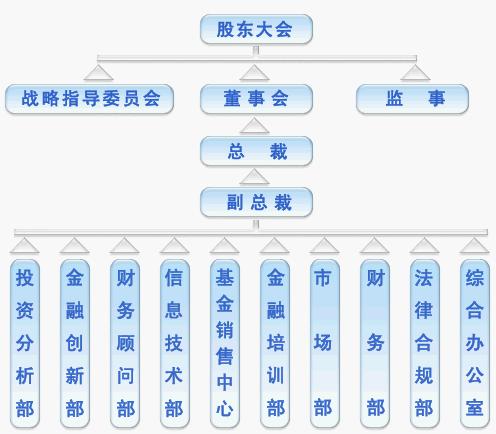 股东大会
战略指导委员会
董事会
监事
总裁
副总裁
投资分析部
金融创新部
财务顾问部
信息技术部
基金销售中心
金融培训部
市场部
财务部
法律合规部
综合办公室